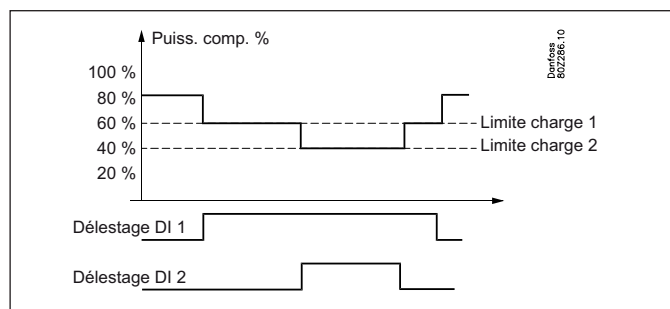 Puiss. comp. %
Danfoss
80Z286.10
100 %
80 %
60 %
Limite charge 1
40 %
Limite charge 2
20 %
Délestage DI 1
Délestage DI 2